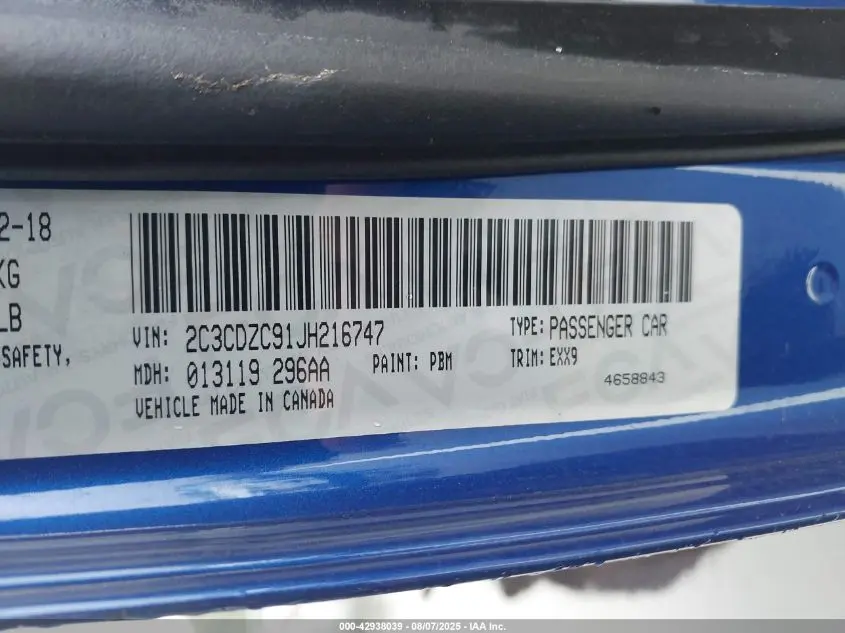 2-18
KG
LB
SAFETY,
VIN: 2C3CDZC91JH216747
TYPE: PASSENGER CAR
MDH: 013119 296AA
PAINT: PBM
TRIM: EXX9
VEHICLE MADE IN CANADA
4658843
000-42938039 | 08/07/2025 | IAA Inc.